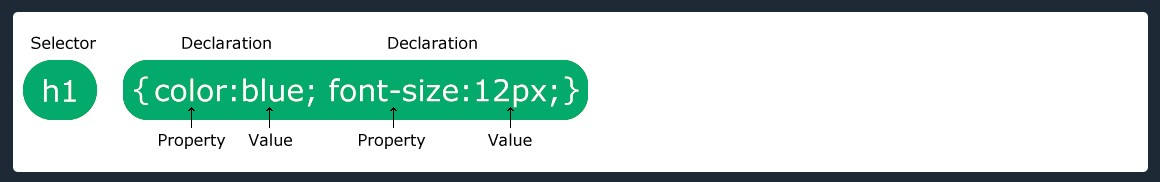 Selector Declaration Declaration
h1 {color:blue; font-size:12px;}
Property Value Property Value